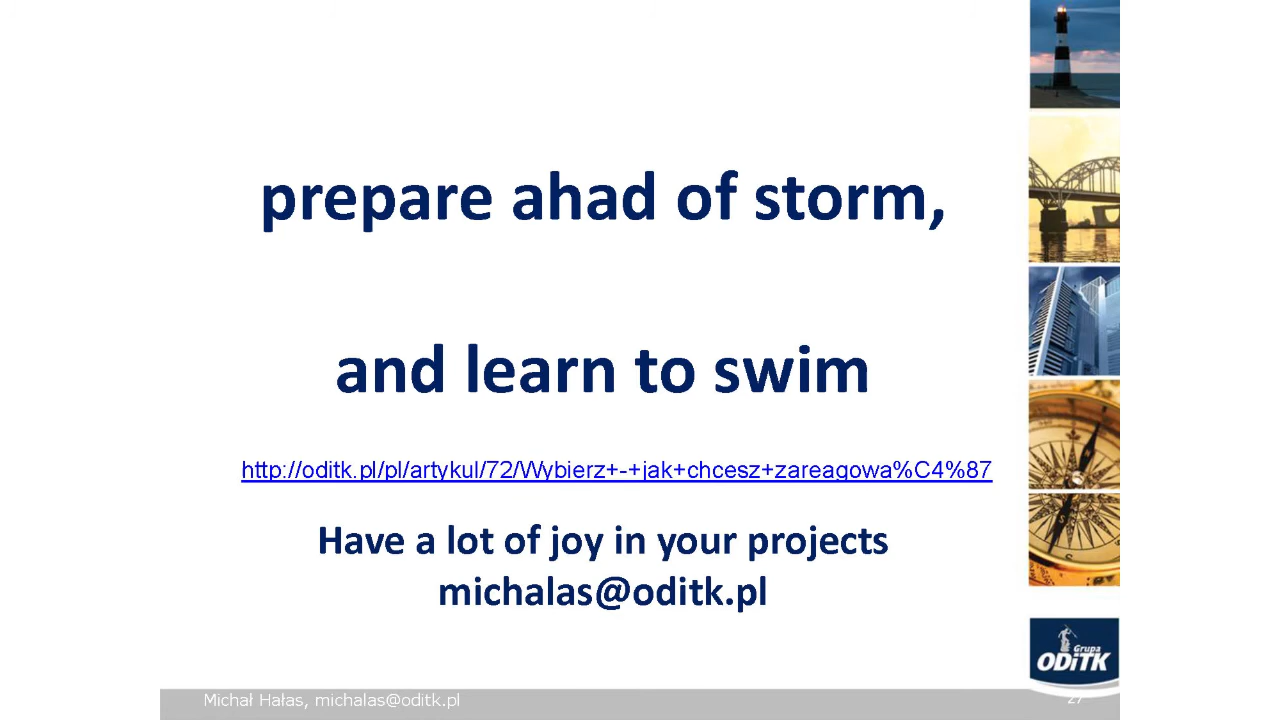 prepare ahad of storm,
and learn to swim
http://oditk.pl/pl/artykul/72/Wybierz+-+jak+chcesz+zareagowa%C4%87
Have a lot of joy in your projects
michalas@oditk.pl
Grupa
ODiTK
Michał Hałas, michalas@oditk.pl
27